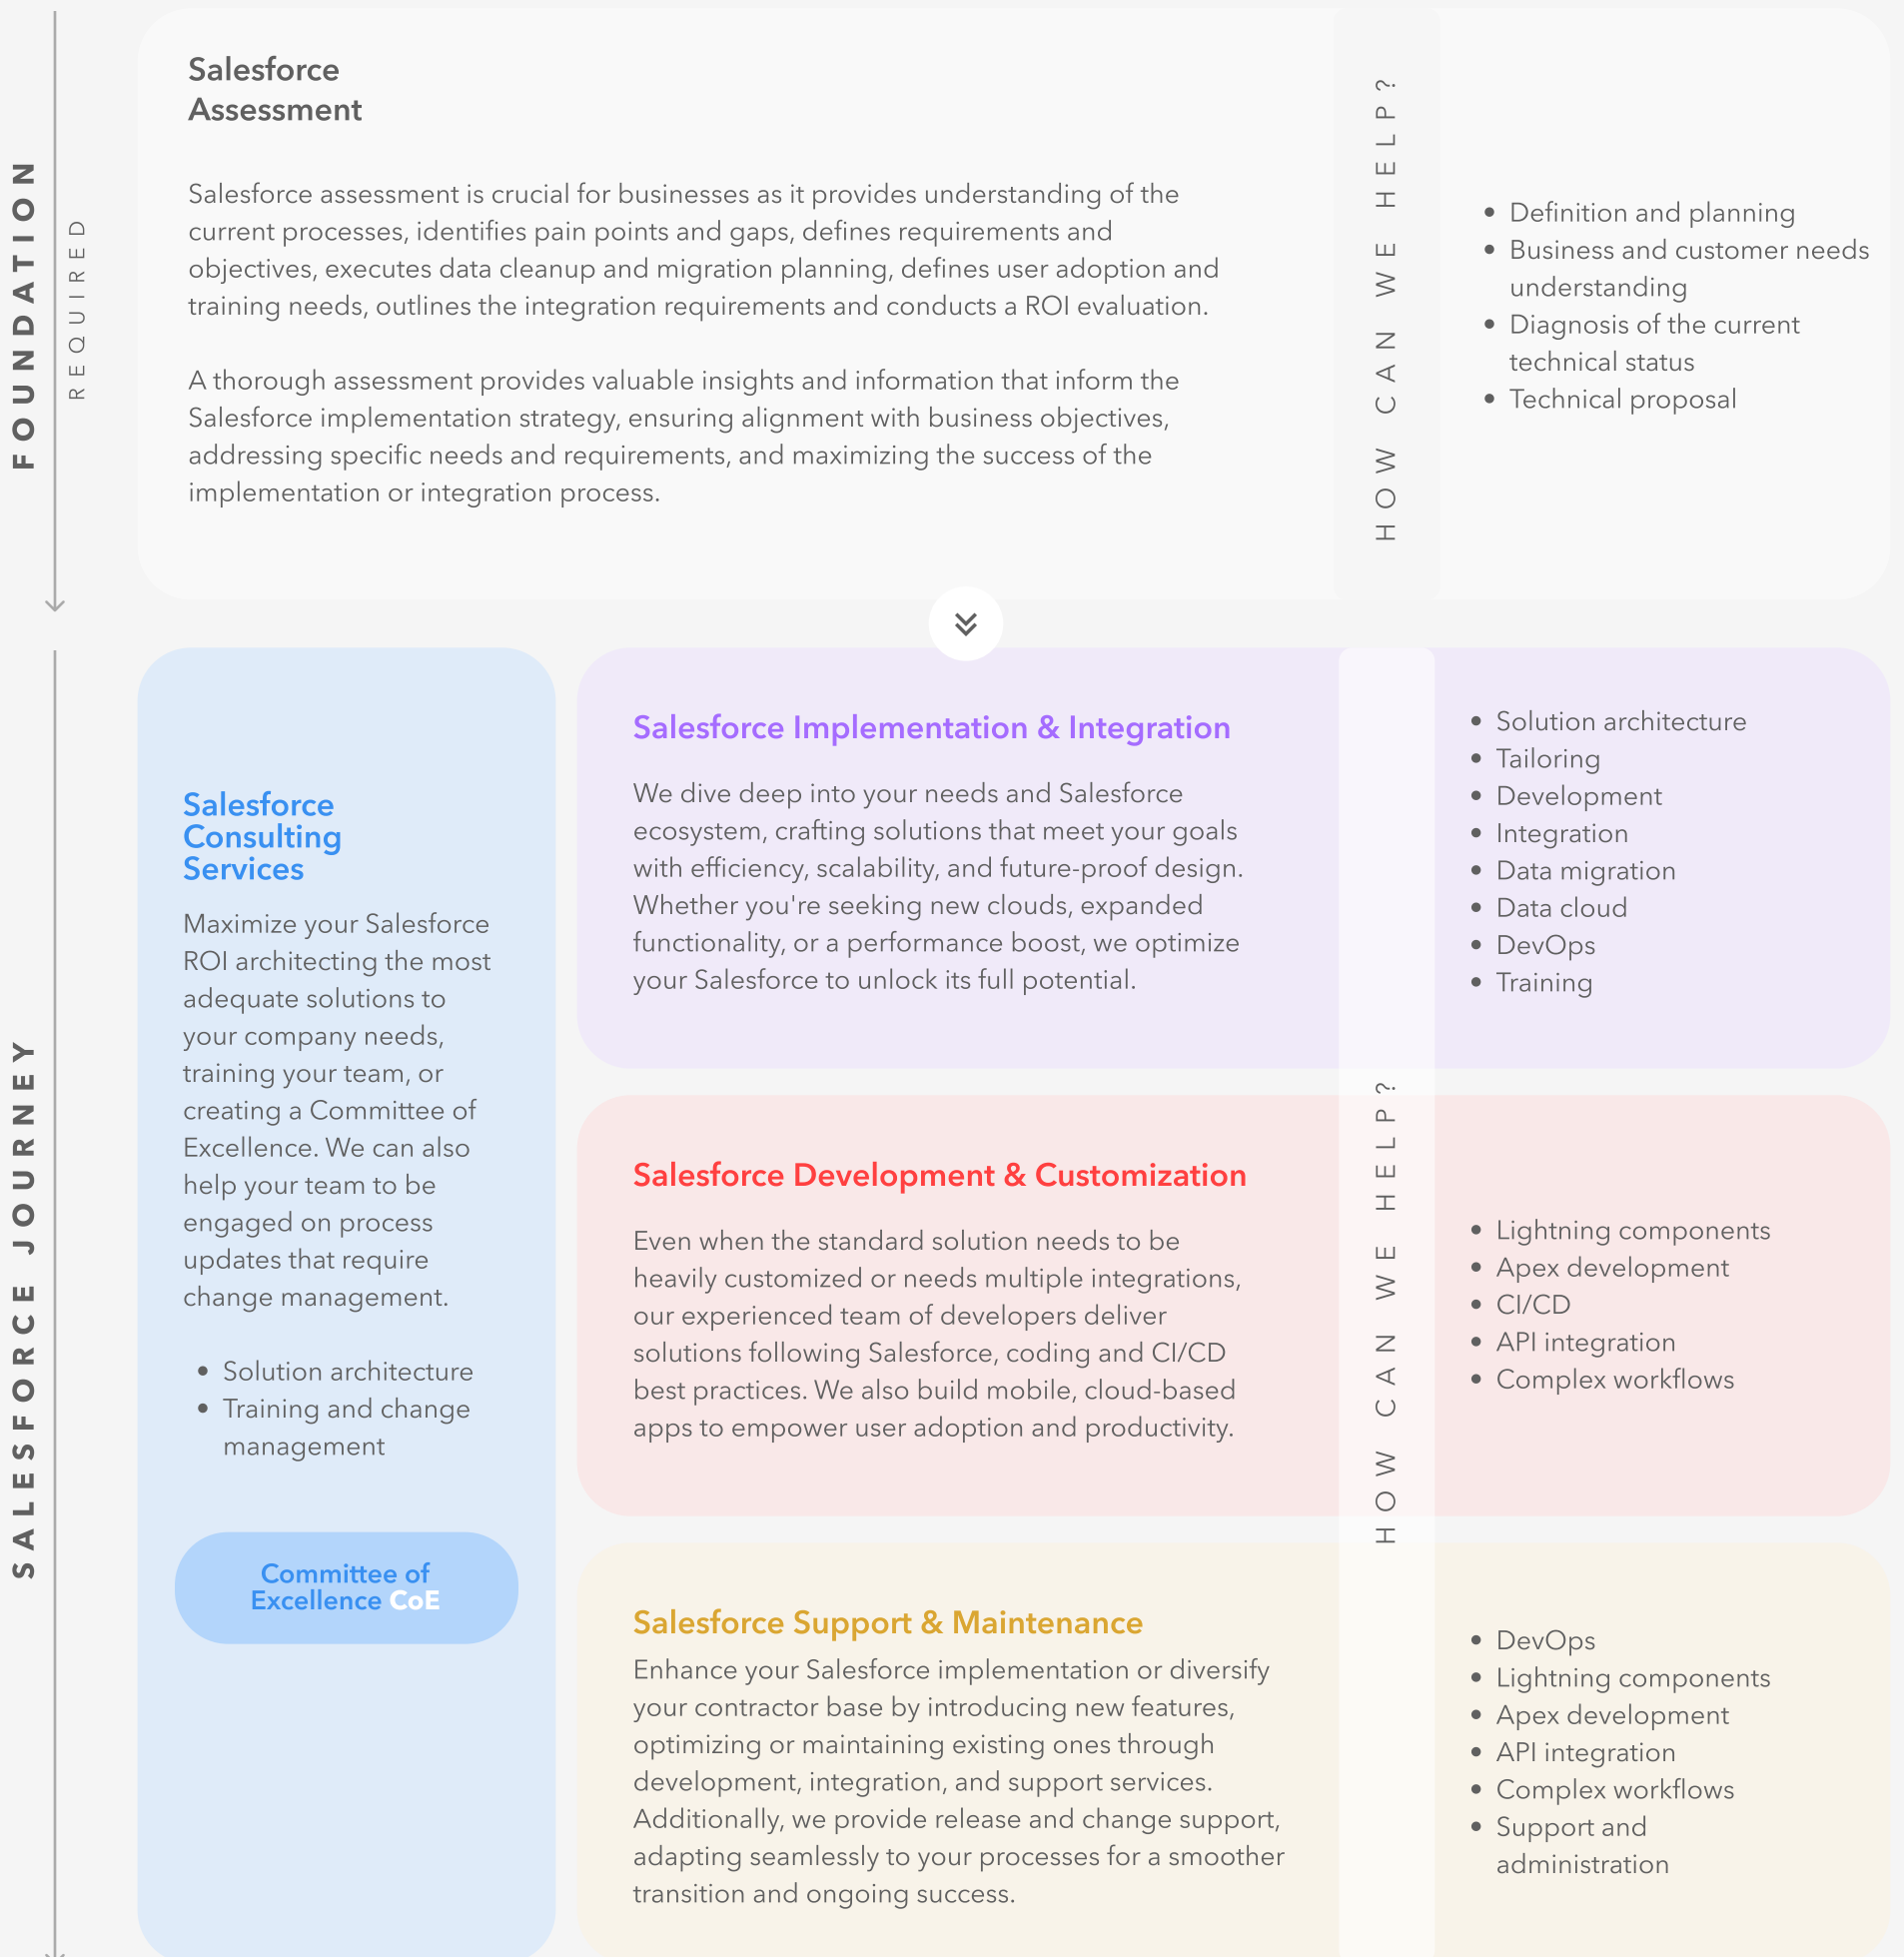 FOUNDATION
REQUIRED
Salesforce
Assessment
Salesforce assessment is crucial for businesses as it provides understanding of the
current processes, identifies pain points and gaps, defines requirements and
objectives, executes data cleanup and migration planning, defines user adoption and
training needs, outlines the integration requirements and conducts a ROI evaluation.
A thorough assessment provides valuable insights and information that inform the
Salesforce implementation strategy, ensuring alignment with business objectives,
addressing specific needs and requirements, and maximizing the success of the
implementation or integration process.
HOW CAN WE HELP?
• Definition and planning
• Business and customer needs
understanding
• Diagnosis of the current
technical status
• Technical proposal
SALESFORCE JOURNEY
Salesforce
Consulting
Services
Maximize your Salesforce
ROI architecting the most
adequate solutions to
your company needs,
training your team, or
creating a Committee of
Excellence. We can also
help your team to be
engaged on process
updates that require
change management.
• Solution architecture
• Training and change
management
Committee of
Excellence CoE
Salesforce Implementation & Integration
We dive deep into your needs and Salesforce
ecosystem, crafting solutions that meet your goals
with efficiency, scalability, and future-proof design.
Whether you're seeking new clouds, expanded
functionality, or a performance boost, we optimize
your Salesforce to unlock its full potential.
HOW CAN WE HELP?
• Solution architecture
• Tailoring
• Development
• Integration
• Data migration
• Data cloud
• DevOps
• Training
Salesforce Development & Customization
Even when the standard solution needs to be
heavily customized or needs multiple integrations,
our experienced team of developers deliver
solutions following Salesforce, coding and CI/CD
best practices. We also build mobile, cloud-based
apps to empower user adoption and productivity.
• Lightning components
• Apex development
• CI/CD
• API integration
• Complex workflows
Salesforce Support & Maintenance
Enhance your Salesforce implementation or diversify
your contractor base by introducing new features,
optimizing or maintaining existing ones through
development, integration, and support services.
Additionally, we provide release and change support,
adapting seamlessly to your processes for a smoother
transition and ongoing success.
• DevOps
• Lightning components
• Apex development
• API integration
• Complex workflows
• Support and
administration